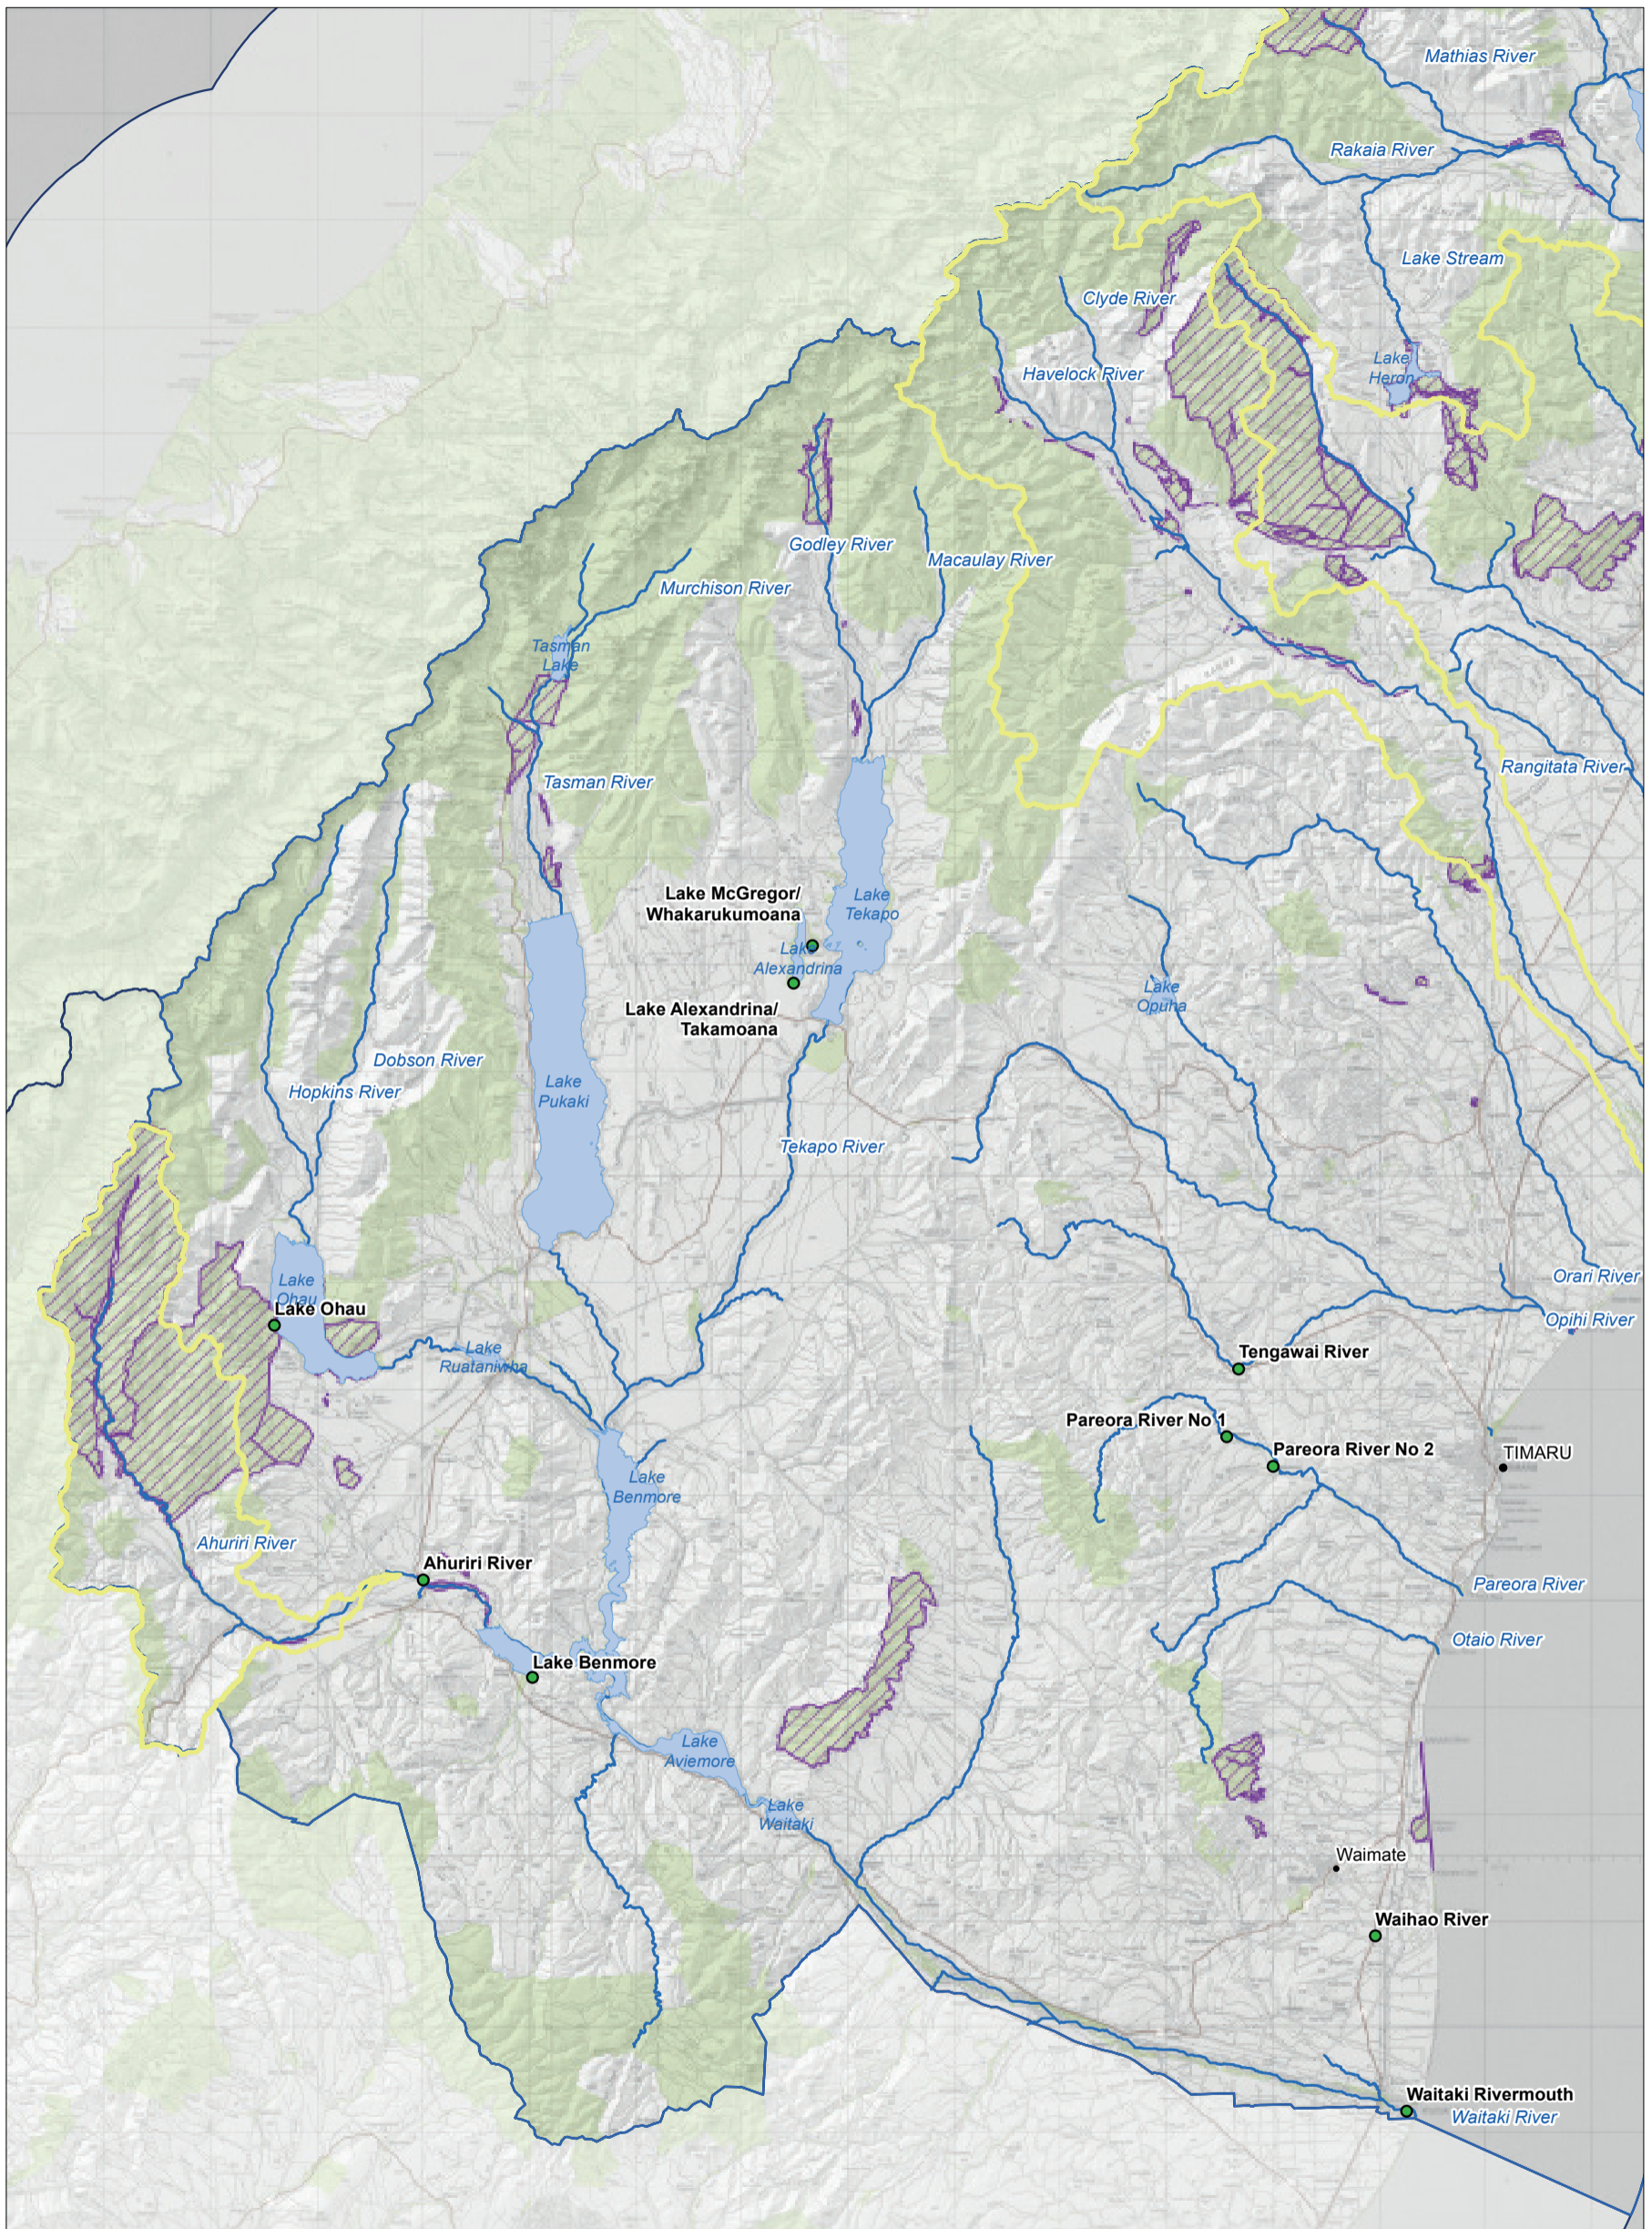 Mathias River
Rakaia River
Lake Stream
Clyde River
Lake
Heron
Havelock River
Godley River
Macaulay River
Murchison River
Tasman
Lake
Rangitata River
Tasman River
Lake McGregor/
Whakarukumoana
Lake
Tekapo
Lake
Alexandrina
Lake
Opuha
Lake Alexandrina/
Takamoana
Dobson River
Hopkins River
Lake
Pukaki
Tekapo River
Orari River
Lake
Ohau
Lake Ohau
Opihi River
Lake
Ruataniwha
Tengawai River
Pareora River No 1
Pareora River No 2
TIMARU
Lake
Benmore
Ahuriri River
Ahuriri River
Pareora River
Otaio River
Lake Benmore
Lake
Aviemore
Lake
Waitaki
Waimate
Waihao River
Waitaki Rivermouth
Waitaki River